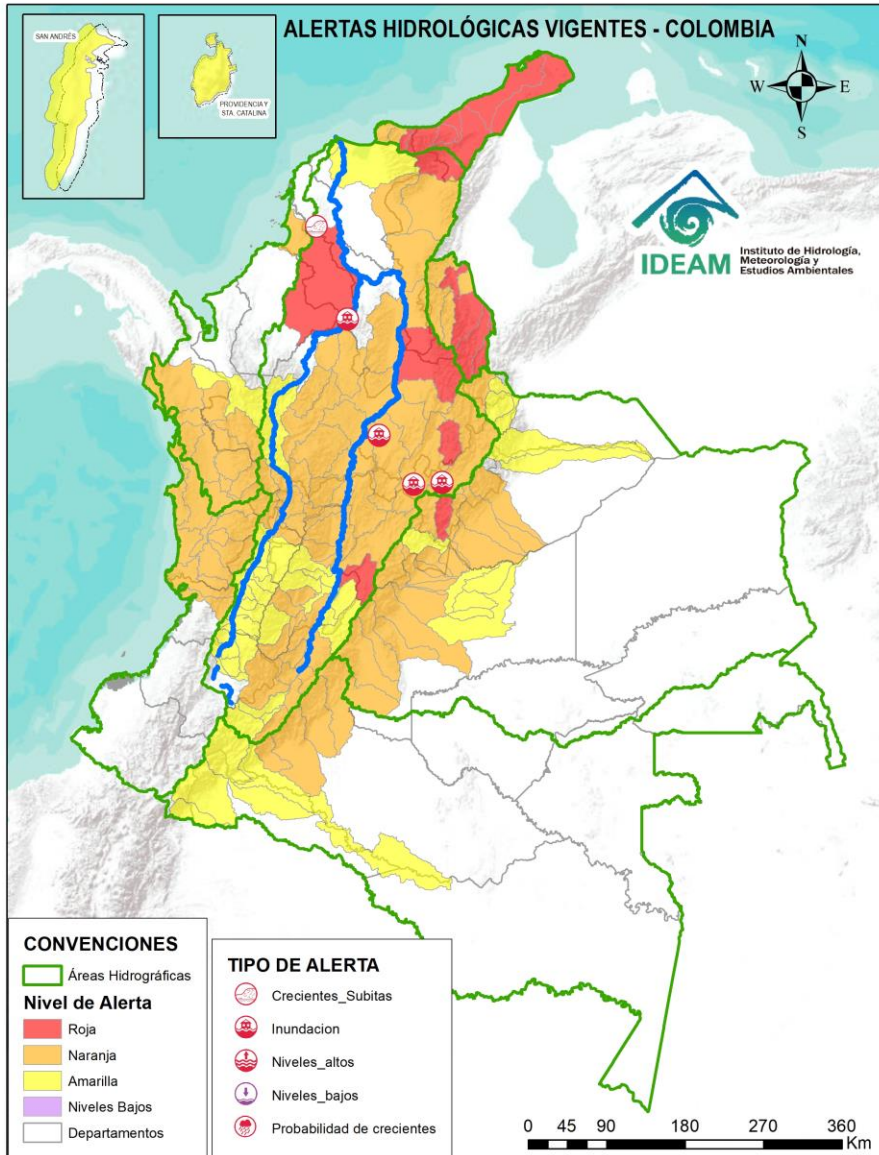 ALERTAS HIDROLÓGICAS VIGENTES - COLOMBIA
SAN ANDRÉS
PROVIDENCIA Y
STA. CATALINA
N
W
E
S
IDEAM
Instituto de Hidrología,
Meteorología y
Estudios Ambientales
CONVENCIONES
Áreas Hidrográficas
Nivel de Alerta
Roja
Naranja
Amarilla
Niveles Bajos
Departamentos
TIPO DE ALERTA
Crecientes_Subitas
Inundacion
Niveles_altos
Niveles_bajos
Probabilidad de crecientes
0 45 90 180 270 360
Km